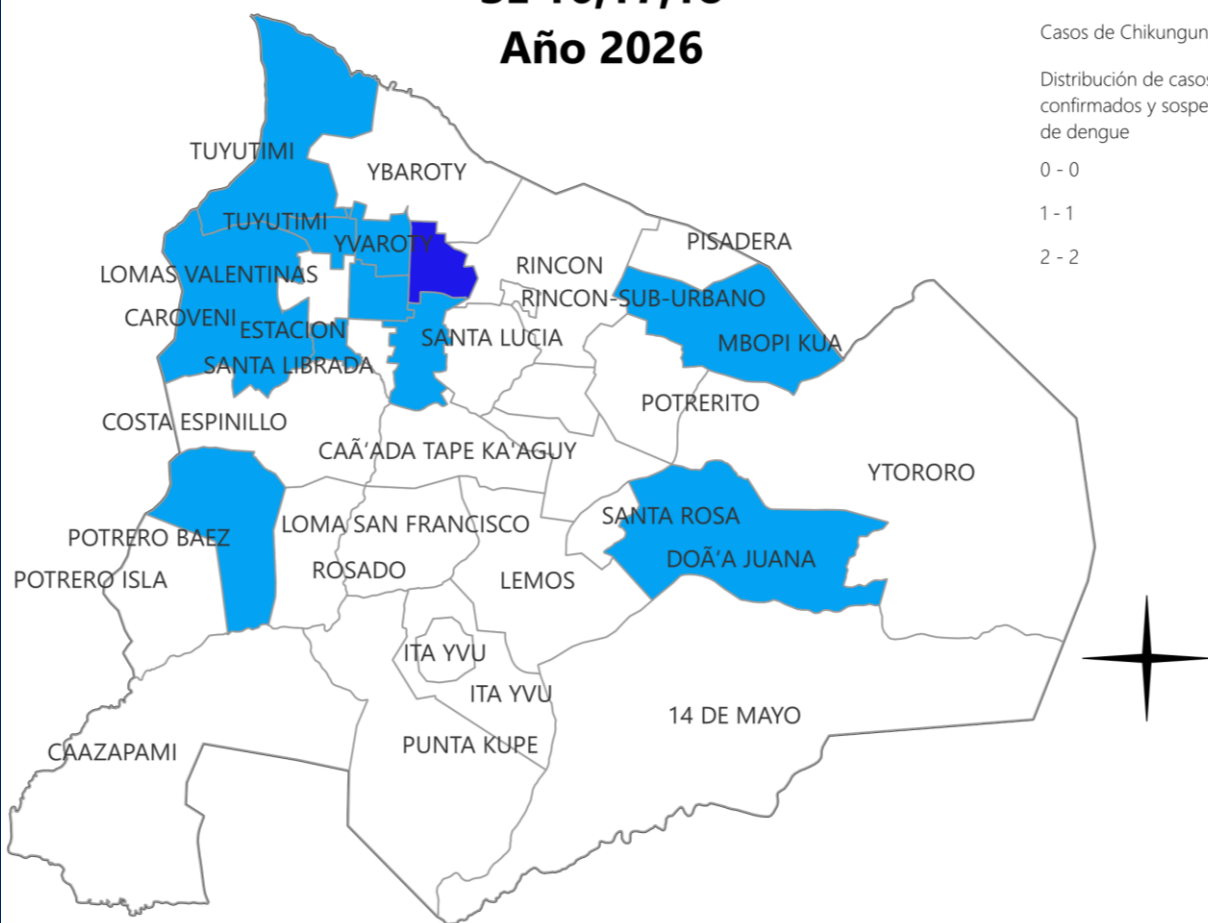 Año 2026
Casos de Chikungun
Distribución de casos
confirmados y sospe
de dengue
0 - 0
1 - 1
2 - 2
TUYUTIMI
YBAROTY
TUYUTIMI
YVAROTY
PISADERA
RINCON
LOMAS VALENTINAS
RINCON-SUB-URBANO
CAROVENI
ESTACION
SANTA LUCIA
MBOPI KUA
SANTA LIBRADA
POTRERITO
COSTA ESPINILLO
CAÃ'ADA TAPE KA'AGUY
YTORORO
SANTA ROSA
LOMA SAN FRANCISCO
POTRERO BAEZ
DOÃ'A JUANA
ROSADO
POTRERO ISLA
LEMOS
ITA YVU
ITA YVU
14 DE MAYO
PUNTA KUPE
CAAZAPAMI